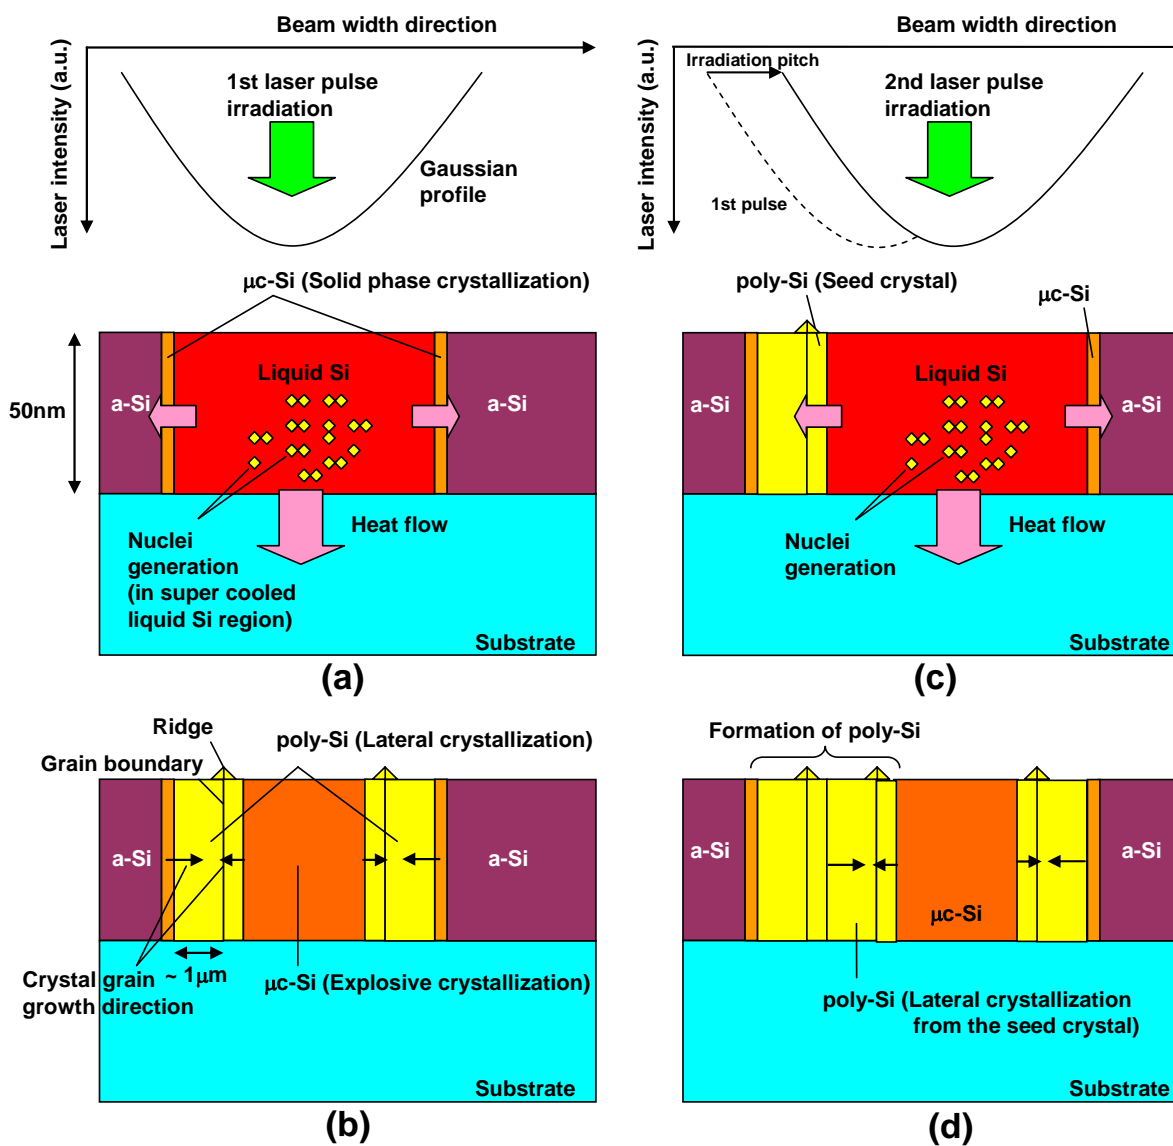 Beam width direction
Laser intensity (a.u.)
1st laser pulse
irradiation
Gaussian
profile
μc-Si (Solid phase crystallization)
50nm
a-Si
Liquid Si
a-Si
Nuclei
generation
(in super cooled
liquid Si region)
Heat flow
Substrate
(a)
Beam width direction
Laser intensity (a.u.)
Irradiation pitch
2nd laser pulse
irradiation
1st pulse
poly-Si (Seed crystal)
μc-Si
a-Si
Liquid Si
a-Si
Nuclei
generation
Heat flow
Substrate
(c)
Ridge
poly-Si (Lateral crystallization)
Grain boundary
a-Si
a-Si
Crystal grain
growth direction
~ 1μm
μc-Si (Explosive crystallization)
Substrate
(b)
Formation of poly-Si
a-Si
a-Si
μc-Si
poly-Si (Lateral crystallization
from the seed crystal)
Substrate
(d)